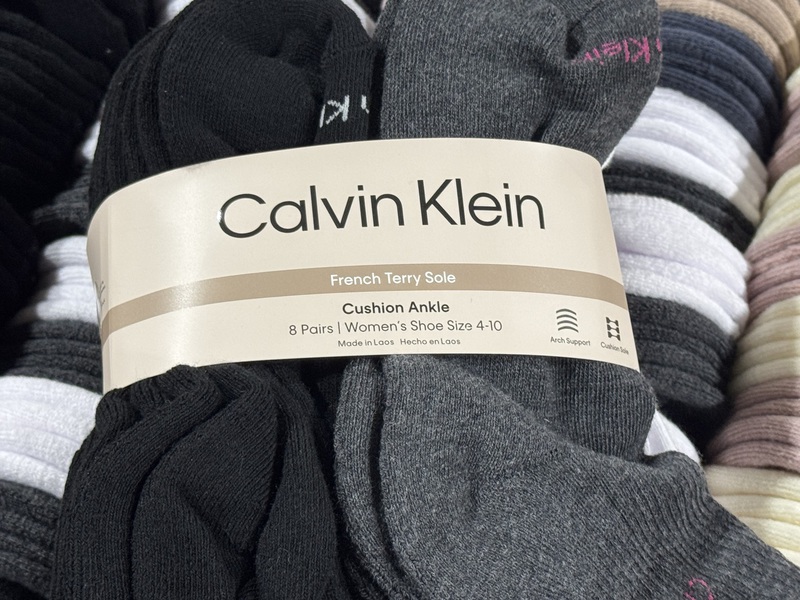 Klein
Calvin Klein
French Terry Sole
Cushion Ankle
8 Pairs | Women's Shoe Size 4-10
Made in Laos Hecho en Laos
Arch Support
Cushion Sole